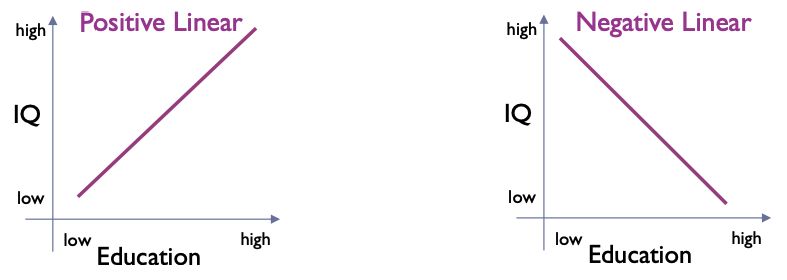 Positive Linear
high
IQ
low
low
high
Education
Negative Linear
high
IQ
low
low
high
Education